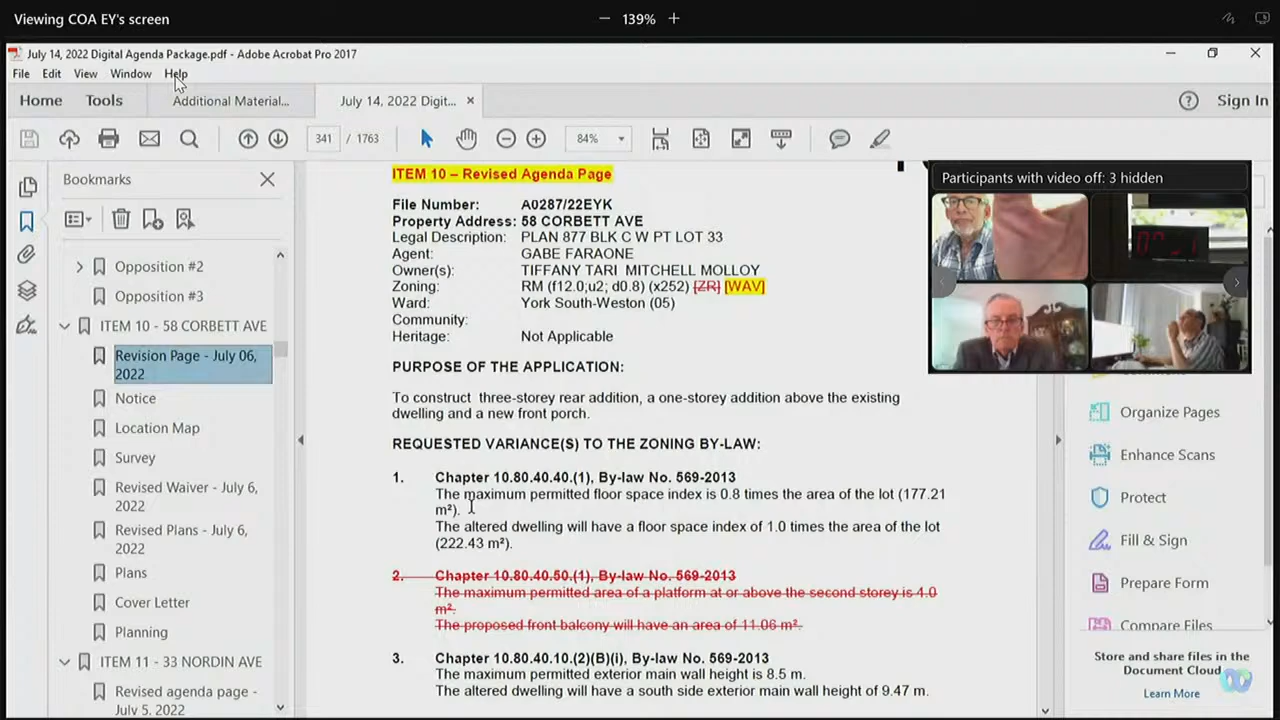 Viewing COA EY's screen
139%
July 14, 2022 Digital Agenda Package.pdf - Adobe Acrobat Pro 2017
File Edit View Window Help
Home Tools Additional Material... July 14, 2022 Digit... Sign In
341 / 1763
84%
Bookmarks
Opposition #2
Opposition #3
ITEM 10 - 58 CORBETT AVE
Revision Page - July 06,
2022
Notice
Location Map
Survey
Revised Waiver - July 6,
2022
Revised Plans - July 6,
2022
Plans
Cover Letter
Planning
ITEM 11 - 33 NORDIN AVE
Revised agenda page -
July 5, 2022
ITEM 10 – Revised Agenda Page
File Number: A0287/22EYK
Property Address: 58 CORBETT AVE
Legal Description: PLAN 877 BLK C W PT LOT 33
Agent: GABE FARAONE
Owner(s): TIFFANY TARI MITCHELL MOLLOY
Zoning: RM (f12.0;u2; d0.8) (x252) [ZR] [WAV]
Ward: York South-Weston (05)
Community:
Heritage: Not Applicable
PURPOSE OF THE APPLICATION:
To construct three-storey rear addition, a one-storey addition above the existing
dwelling and a new front porch.
REQUESTED VARIANCE(S) TO THE ZONING BY-LAW:
1. Chapter 10.80.40.40.(1), By-law No. 569-2013
The maximum permitted floor space index is 0.8 times the area of the lot (177.21
m²).
The altered dwelling will have a floor space index of 1.0 times the area of the lot
(222.43 m²).
2. Chapter 10.80.40.50.(1), By-law No. 569-2013
The maximum permitted area of a platform at or above the second storey is 4.0
m².
The proposed front balcony will have an area of 11.06 m².
3. Chapter 10.80.40.10.(2)(B)(i), By-law No. 569-2013
The maximum permitted exterior main wall height is 8.5 m.
The altered dwelling will have a south side exterior main wall height of 9.47 m.
Participants with video off: 3 hidden
Organize Pages
Enhance Scans
Protect
Fill & Sign
Prepare Form
Compare Files
Store and share files in the
Document Cloud
Learn More